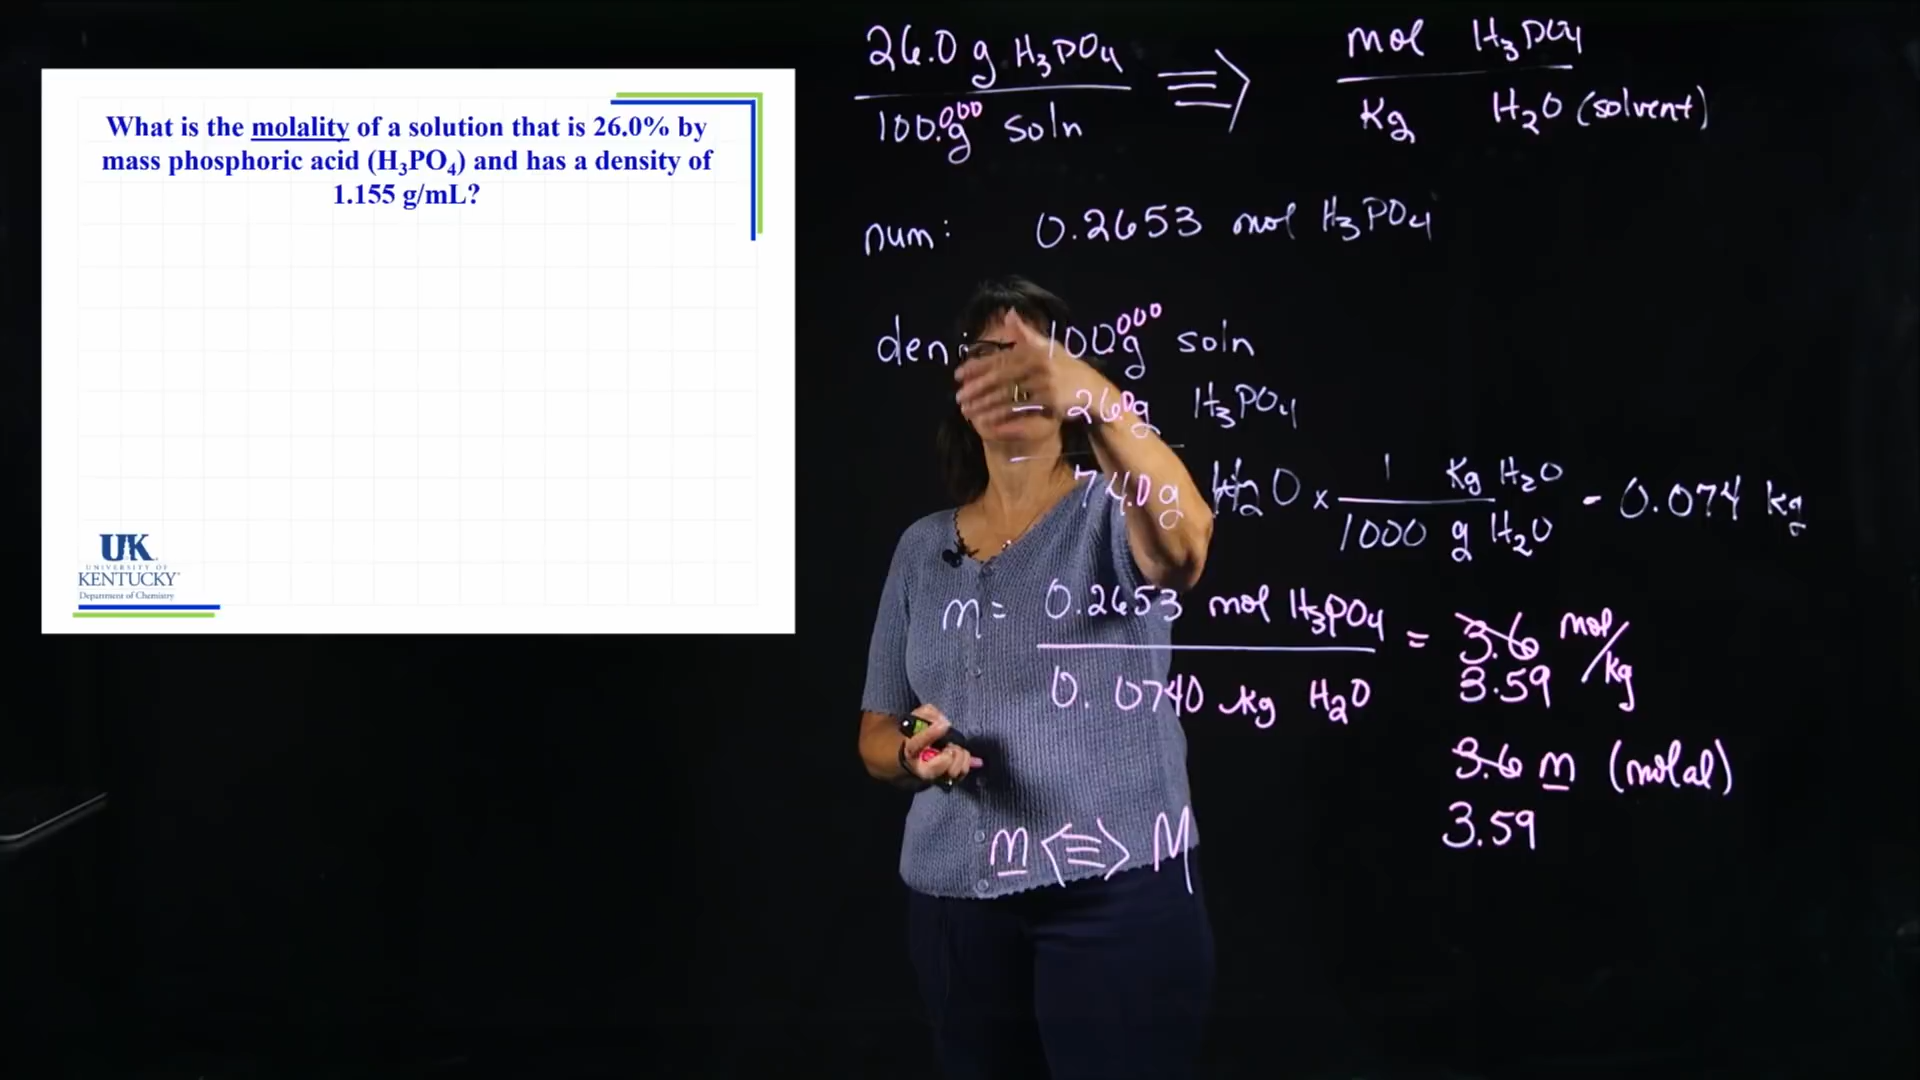 What is the molality of a solution that is 26.0% by
mass phosphoric acid (H₃PO₄) and has a density of
1.155 g/mL?
UK
UNIVERSITY OF
KENTUCKY
Department of Chemistry
26.0 g H₃PO₄ / 100.000 g soln ⇒ mol H₃PO₄ / Kg H₂O (solvent)
num: 0.2653 mol H₃PO₄
den 100.000 g soln
- 26.0g H₃PO₄
74.0g H₂O × 1 Kg H₂O / 1000 g H₂O = 0.074 kg
m = 0.2653 mol H₃PO₄ / 0.0740 kg H₂O = 3.6 mol/kg
3.59
3.6 m (molal)
3.59
m ⇔ M